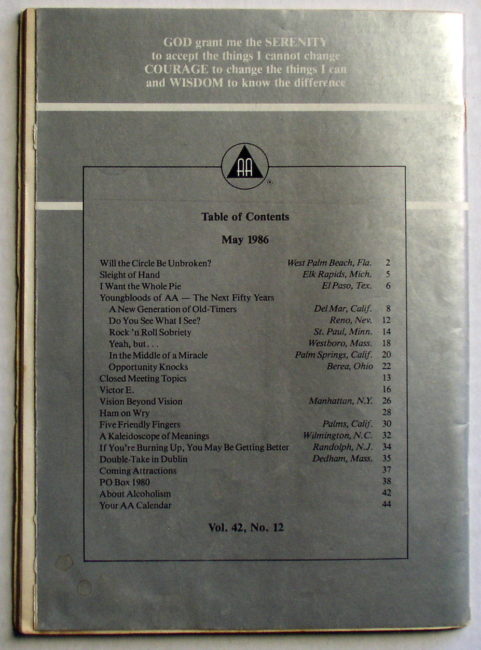 GOD grant me the SERENITY
to accept the things I cannot change
COURAGE to change the things I can
and WISDOM to know the difference
AA
®
Table of Contents
May 1986
Will the Circle Be Unbroken? West Palm Beach, Fla. 2
Sleight of Hand Elk Rapids, Mich. 5
I Want the Whole Pie El Paso, Tex. 6
Youngbloods of AA — The Next Fifty Years
A New Generation of Old-Timers Del Mar, Calif. 8
Do You See What I See? Reno, Nev. 12
Rock 'n Roll Sobriety St. Paul, Minn. 14
Yeah, but . . . Westboro, Mass. 18
In the Middle of a Miracle Palm Springs, Calif. 20
Opportunity Knocks Berea, Ohio 22
Closed Meeting Topics 13
Victor E. 16
Vision Beyond Vision Manhattan, N.Y. 26
Ham on Wry 28
Five Friendly Fingers Palms, Calif. 30
A Kaleidoscope of Meanings Wilmington, N.C. 32
If You're Burning Up, You May Be Getting Better Randolph, N.J. 34
Double-Take in Dublin Dedham, Mass. 35
Coming Attractions 37
PO Box 1980 38
About Alcoholism 42
Your AA Calendar 44
Vol. 42, No. 12